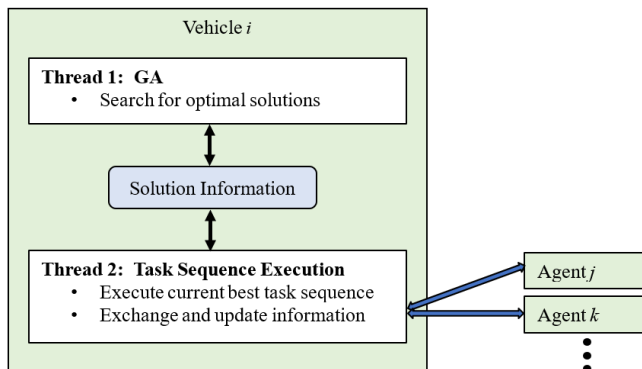 Vehicle i
Thread 1: GA
• Search for optimal solutions
Solution Information
Thread 2: Task Sequence Execution
• Execute current best task sequence
• Exchange and update information
Agent j
Agent k